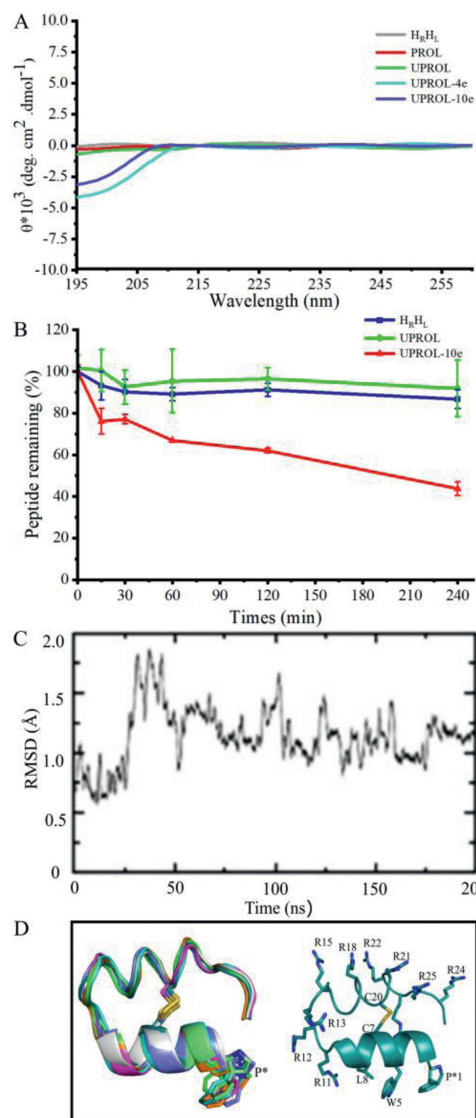 A
10.0
7.5
5.0
2.5
0.0
-2.5
-5.0
-7.5
-10.0
θ*10³ (deg. cm² .dmol⁻¹)
HRHL
PROL
UPROL
UPROL-4e
UPROL-10e
195 205 215 225 235 245 255
Wavelength (nm)
B
120
100
80
60
40
20
0
Peptide remaining (%)
HRHL
UPROL
UPROL-10e
0 30 60 90 120 150 180 210 240
Times (min)
C
2.0
1.5
1.0
0.5
0
RMSD (Å)
0 50 100 150 200
Time (ns)
D
P*
R15
R18
R22
R21
R24
R25
C20
R13
C7
R12
P*1
R11
L8
W5